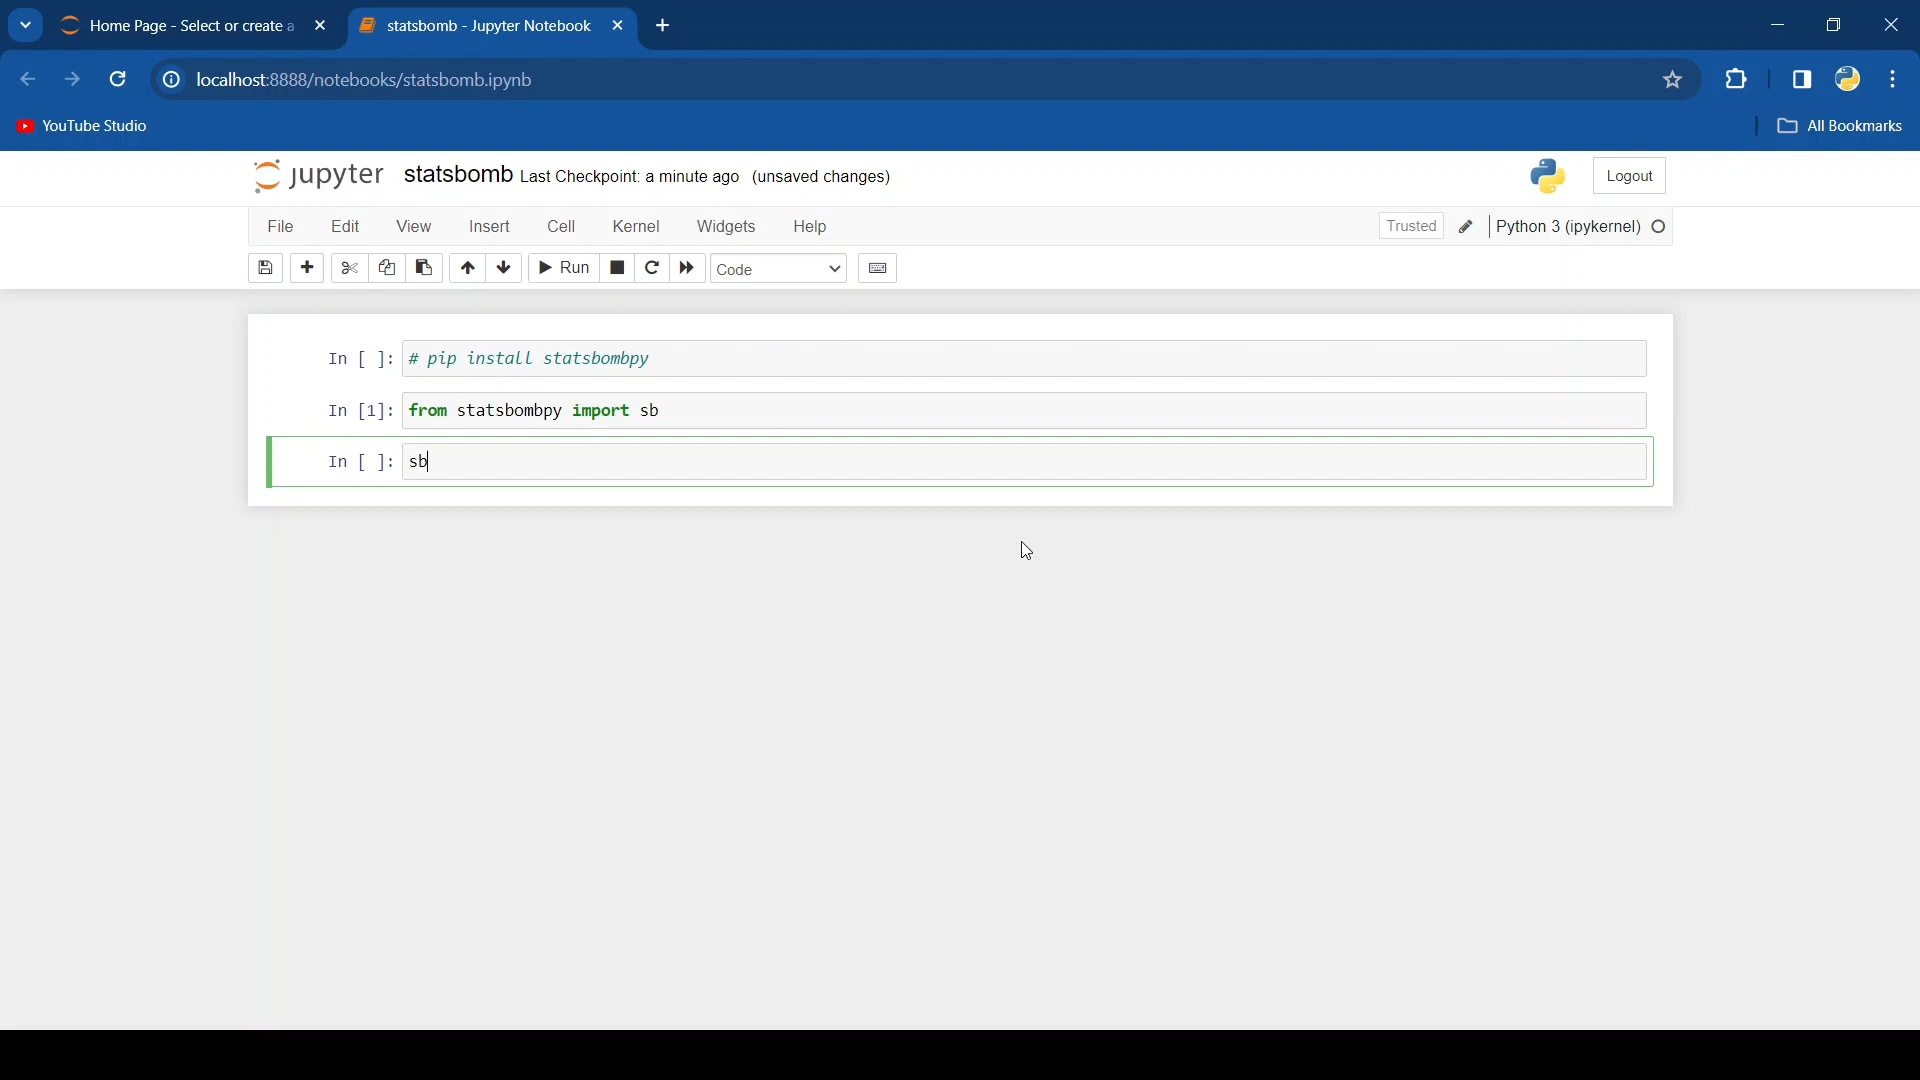 Home Page - Select or create a
statsbomb - Jupyter Notebook
localhost:8888/notebooks/statsbomb.ipynb
YouTube Studio
All Bookmarks
jupyter statsbomb Last Checkpoint: a minute ago (unsaved changes)
Logout
File Edit View Insert Cell Kernel Widgets Help
Trusted Python 3 (ipykernel)
Run Code
In [ ]: # pip install statsbombpy
In [1]: from statsbombpy import sb
In [ ]: sb